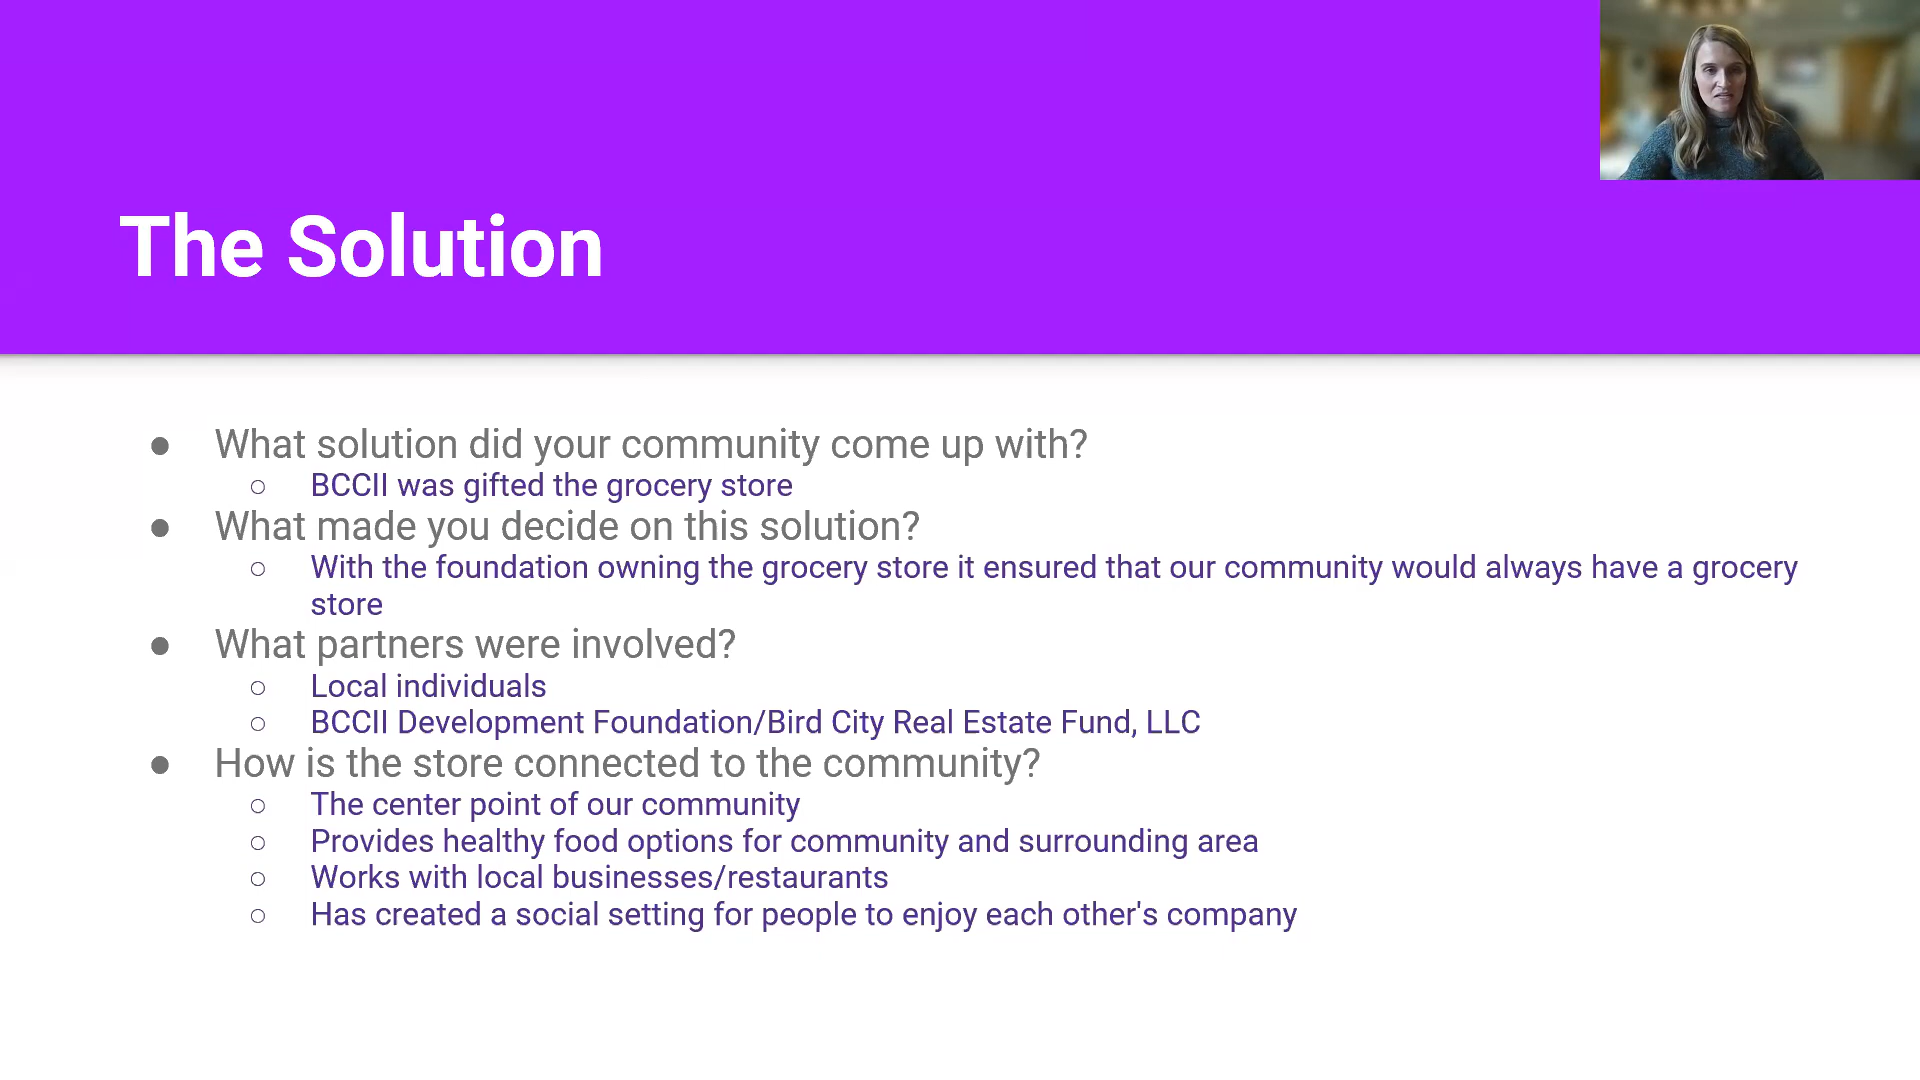 The Solution
● What solution did your community come up with?
○ BCCII was gifted the grocery store
● What made you decide on this solution?
○ With the foundation owning the grocery store it ensured that our community would always have a grocery
store
● What partners were involved?
○ Local individuals
○ BCCII Development Foundation/Bird City Real Estate Fund, LLC
● How is the store connected to the community?
○ The center point of our community
○ Provides healthy food options for community and surrounding area
○ Works with local businesses/restaurants
○ Has created a social setting for people to enjoy each other's company